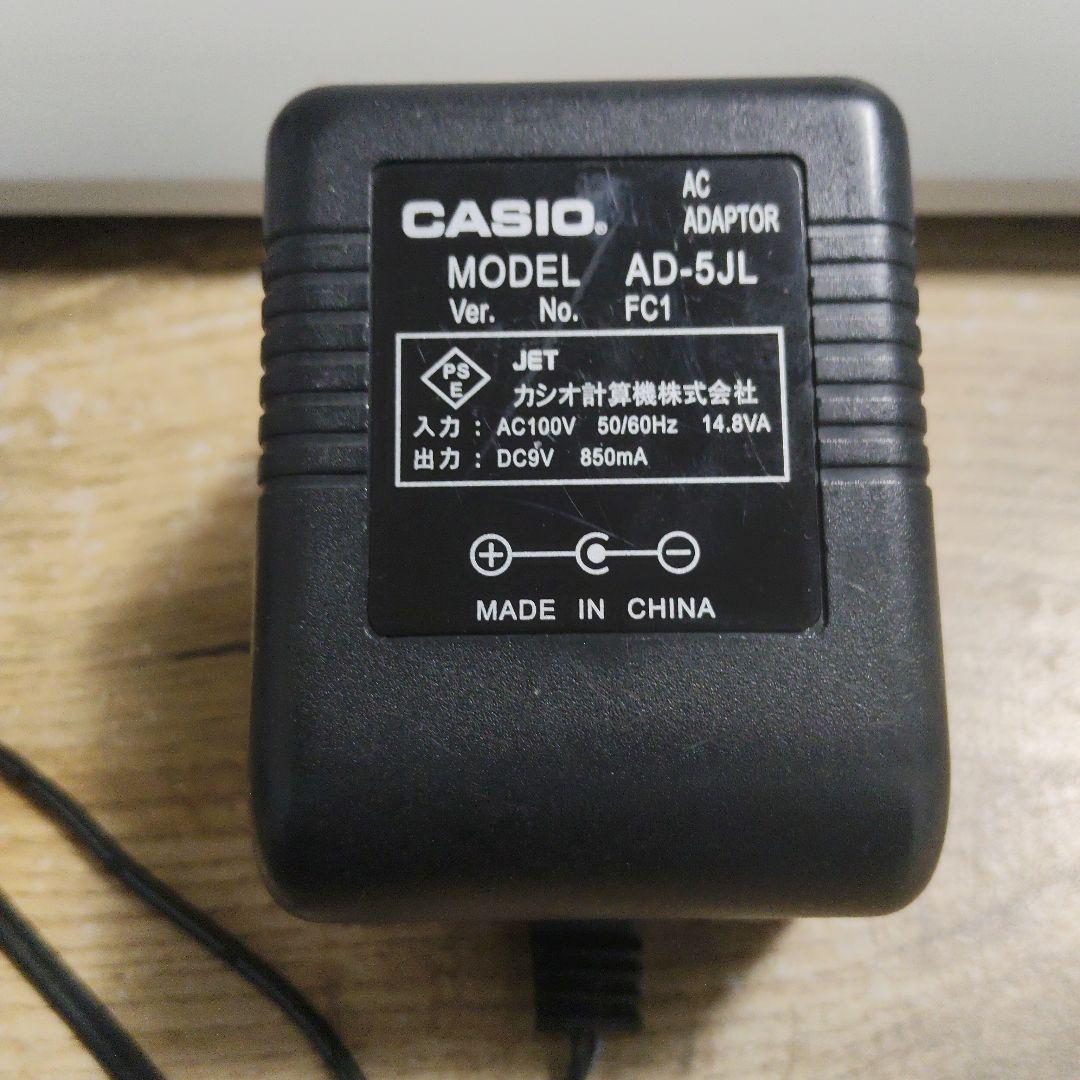 CASIO®
AC
ADAPTOR
MODEL AD-5JL
Ver. No. FC1
PS
E
JET
カシオ計算機株式会社
入力 : AC100V 50/60Hz 14.8VA
出力 : DC9V 850mA
MADE IN CHINA